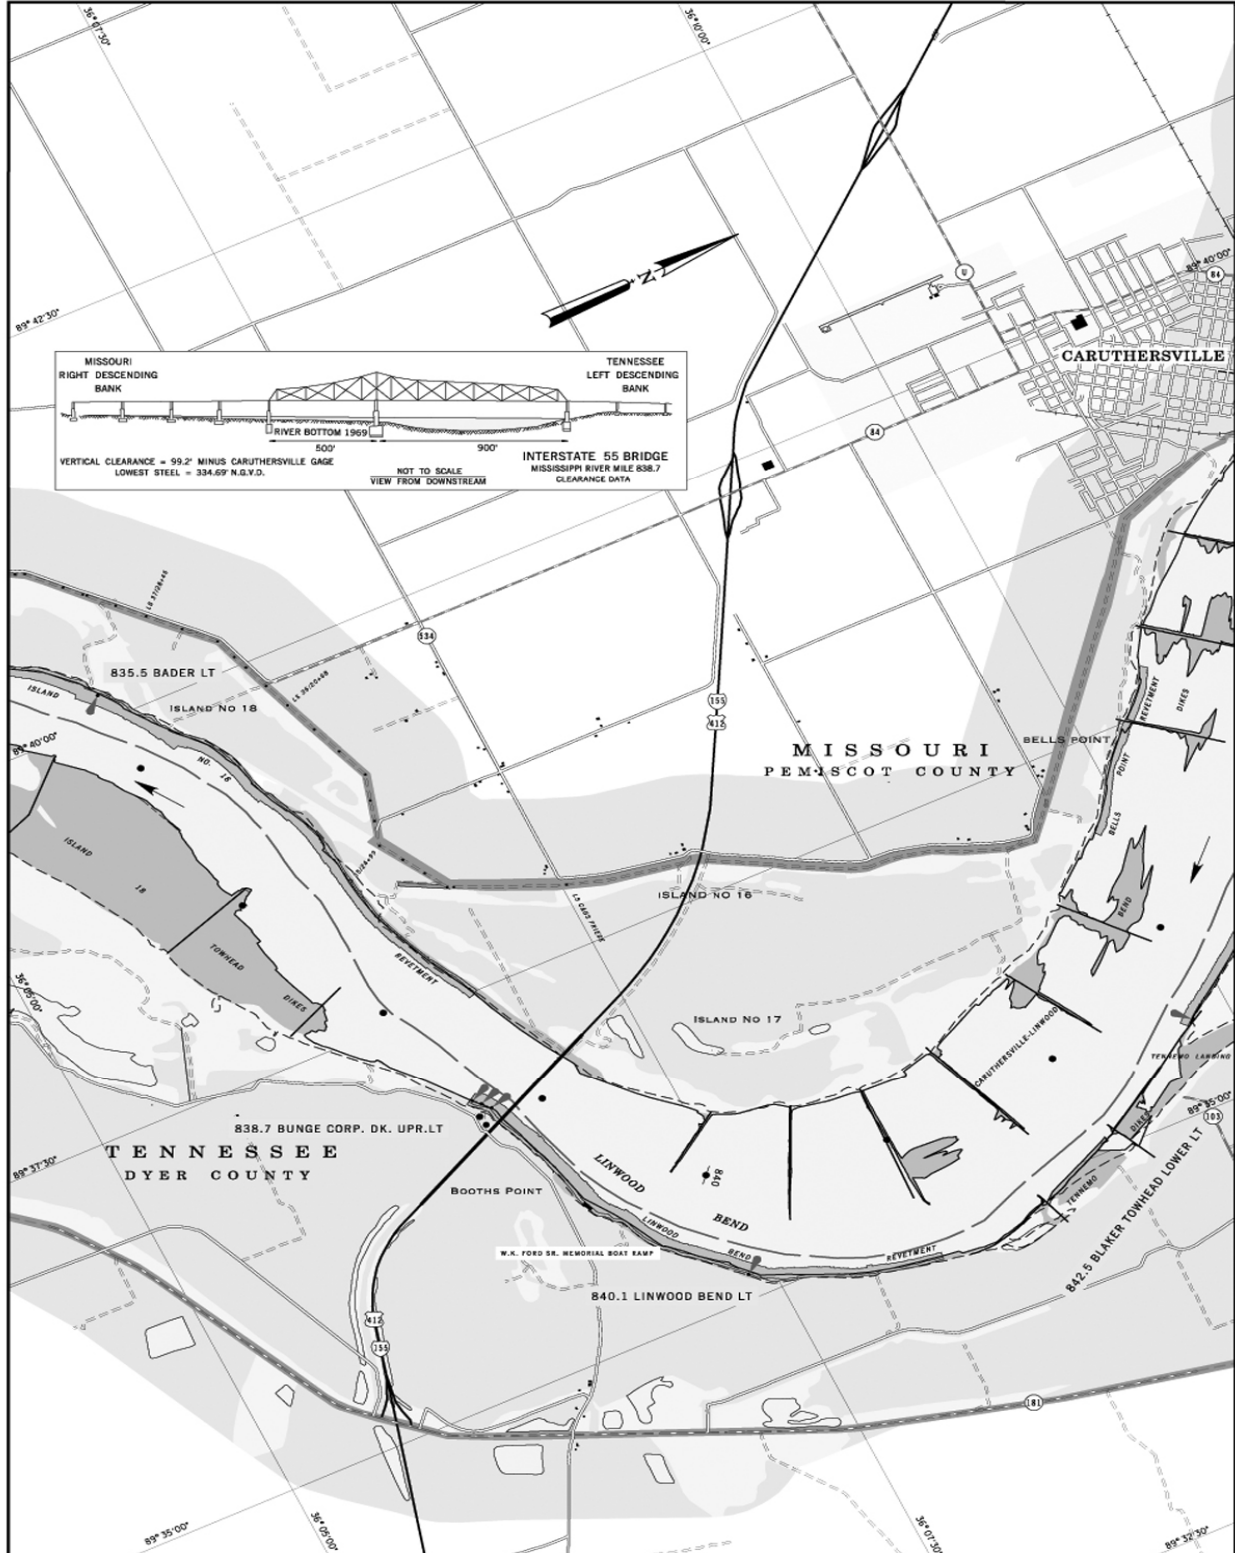 36°07'30"
36°10'00"
N
89°40'00"
84
U
89°42'30"
CARUTHERSVILLE
MISSOURI
RIGHT DESCENDING
BANK
TENNESSEE
LEFT DESCENDING
BANK
RIVER BOTTOM 1969
500'
900'
VERTICAL CLEARANCE = 99.2' MINUS CARUTHERSVILLE GAGE
LOWEST STEEL = 334.69' N.G.V.D.
NOT TO SCALE
VIEW FROM DOWNSTREAM
INTERSTATE 55 BRIDGE
MISSISSIPPI RIVER MILE 838.7
CLEARANCE DATA
84
534
835.5 BADER LT
ISLAND NO 18
ISLAND
NO. 18
155
412
MISSOURI
PEMISCOT COUNTY
BELLS POINT
REVETMENT
DIKES
POINT
BELLS
89°40'00"
ISLAND
18
TOWHEAD
DIKES
REVETMENT
ISLAND NO 16
BEND
ISLAND NO 17
CARUTHERSVILLE-LINWOOD
36°05'00"
TENNEMO LANDING
89°35'00"
103
DIKES
838.7 BUNGE CORP. DK. UPR.LT
TENNESSEE
DYER COUNTY
89°37'30"
BOOTHS POINT
LINWOOD
BEND
840
TENNEMO
842.5 BLAKER TOWHEAD LOWER LT
LINWOOD
BEND
REVETMENT
W.K. FORD SR. MEMORIAL BOAT RAMP
840.1 LINWOOD BEND LT
412
155
181
89°35'00"
36°05'00"
36°07'30"
89°32'30"